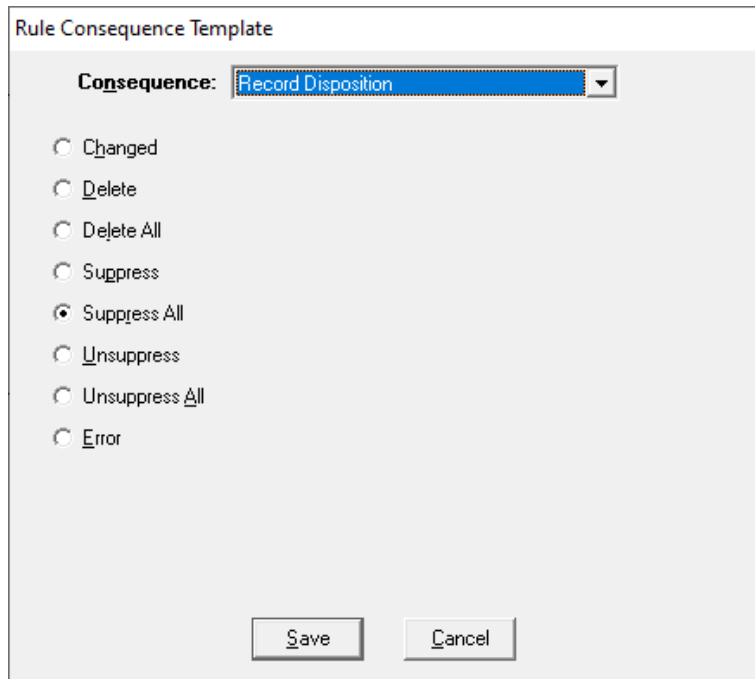 Rule Consequence Template
Consequence: Record Disposition
Changed
Delete
Delete All
Suppress
Suppress All
Unsuppress
Unsuppress All
Error
Save Cancel